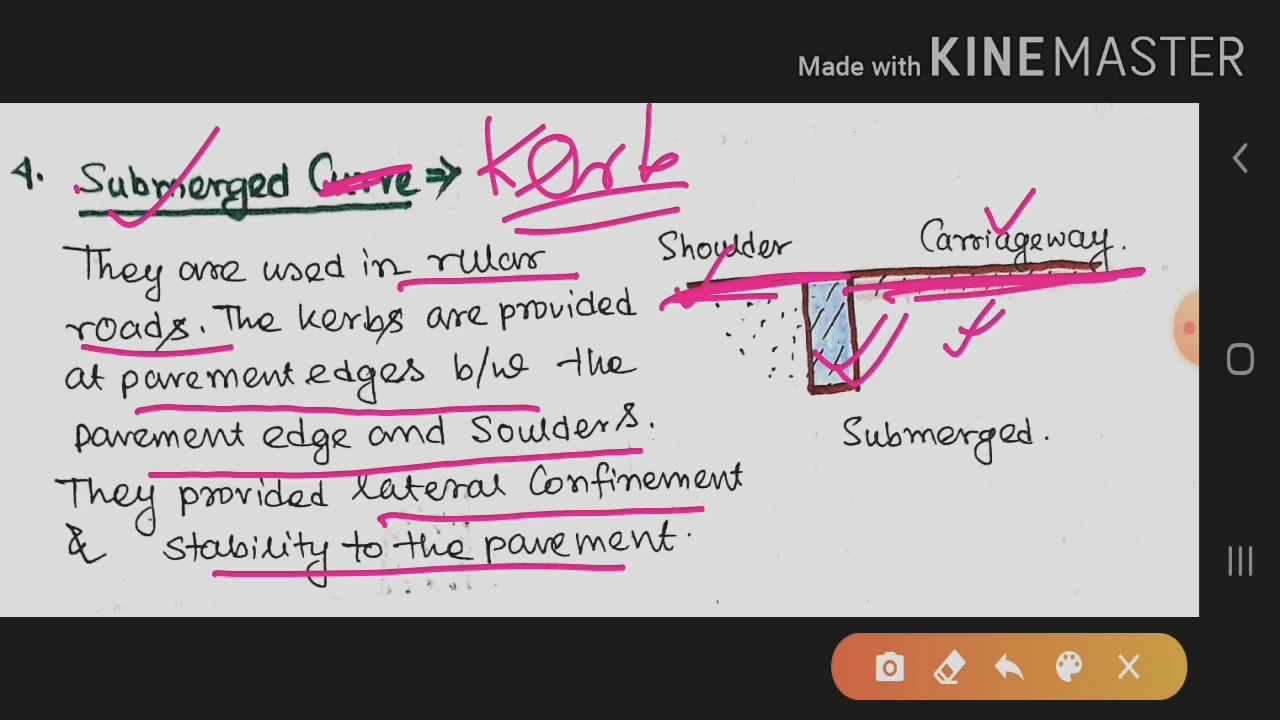 Made with KINEMASTER
4. Submerged Curve ⇒ Kerb
They are used in rular
roads. The kerbs are provided
at pavement edges b/w the
pavement edge and Soulders.
They provided lateral Confinement
& stability to the pavement.
Shoulder
Carriageway.
Submerged.